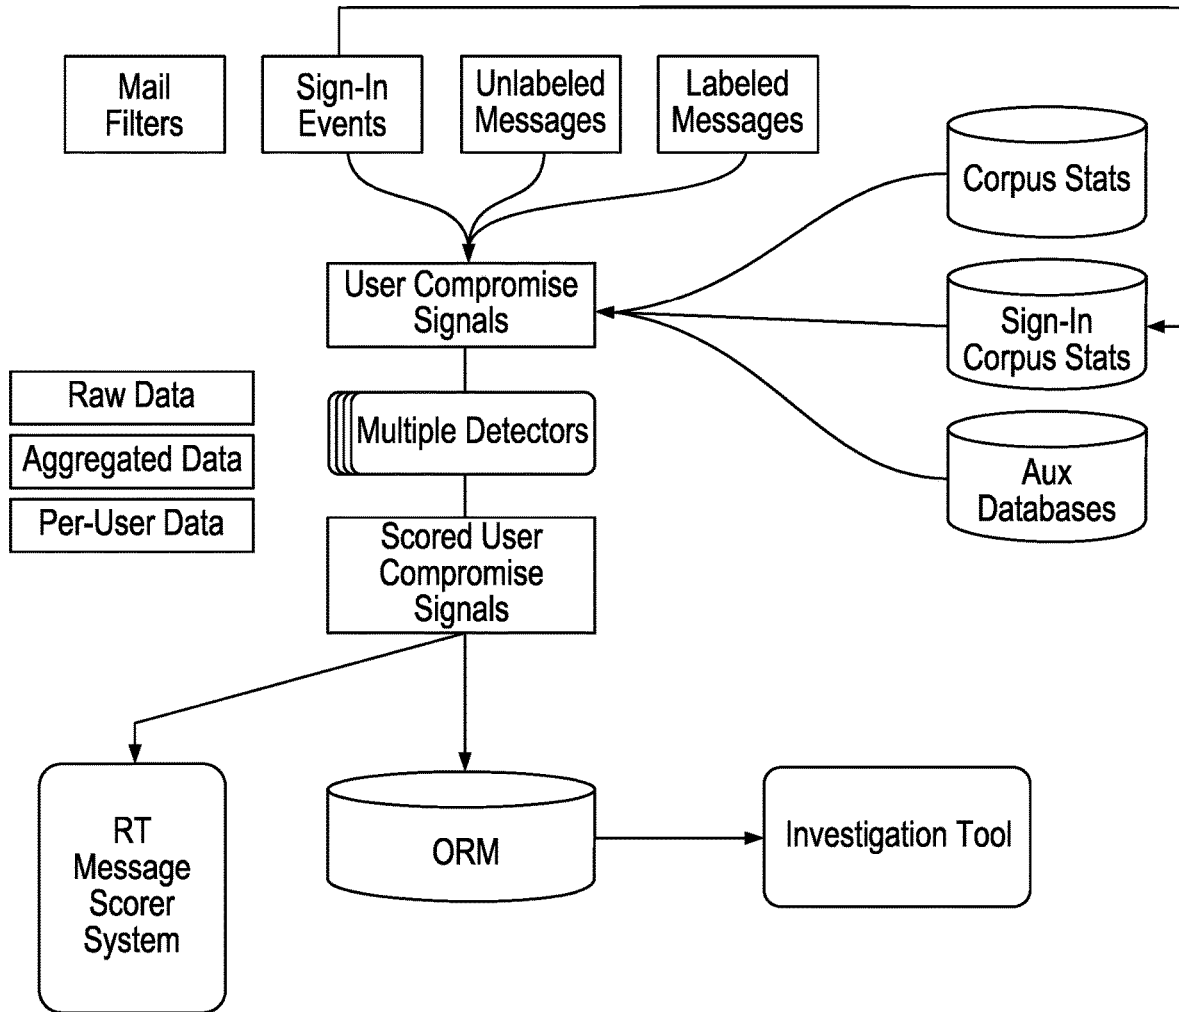 Mail
Filters
Sign-In
Events
Unlabeled
Messages
Labeled
Messages
Corpus Stats
User Compromise
Signals
Sign-In
Corpus Stats
Raw Data
Multiple Detectors
Aggregated Data
Aux
Databases
Per-User Data
Scored User
Compromise
Signals
RT
Message
Scorer
System
ORM
Investigation Tool